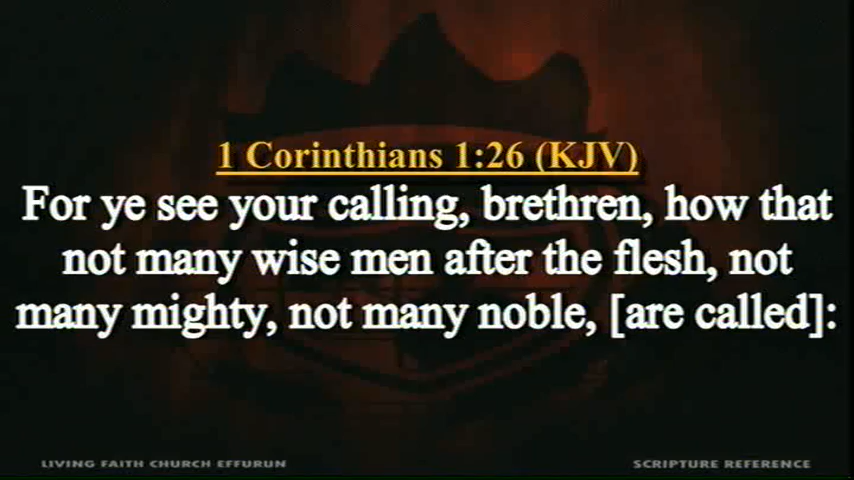 1 Corinthians 1:26 (KJV)
For ye see your calling, brethren, how that
not many wise men after the flesh, not
many mighty, not many noble, [are called]:
LIVING FAITH CHURCH EFFURUN
SCRIPTURE REFERENCE